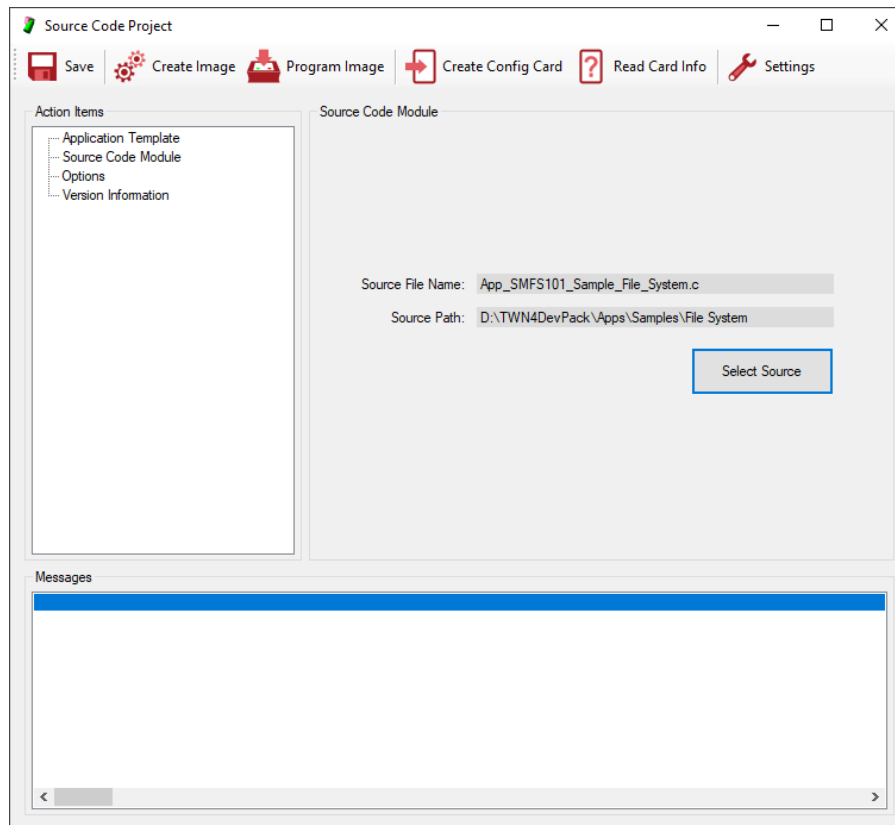 Source Code Project
Save Create Image Program Image Create Config Card Read Card Info Settings
Action Items
Application Template
Source Code Module
Options
Version Information
Source Code Module
Source File Name: App_SMFS101_Sample_File_System.c
Source Path: D:\TWN4DevPack\Apps\Samples\File System
Select Source
Messages